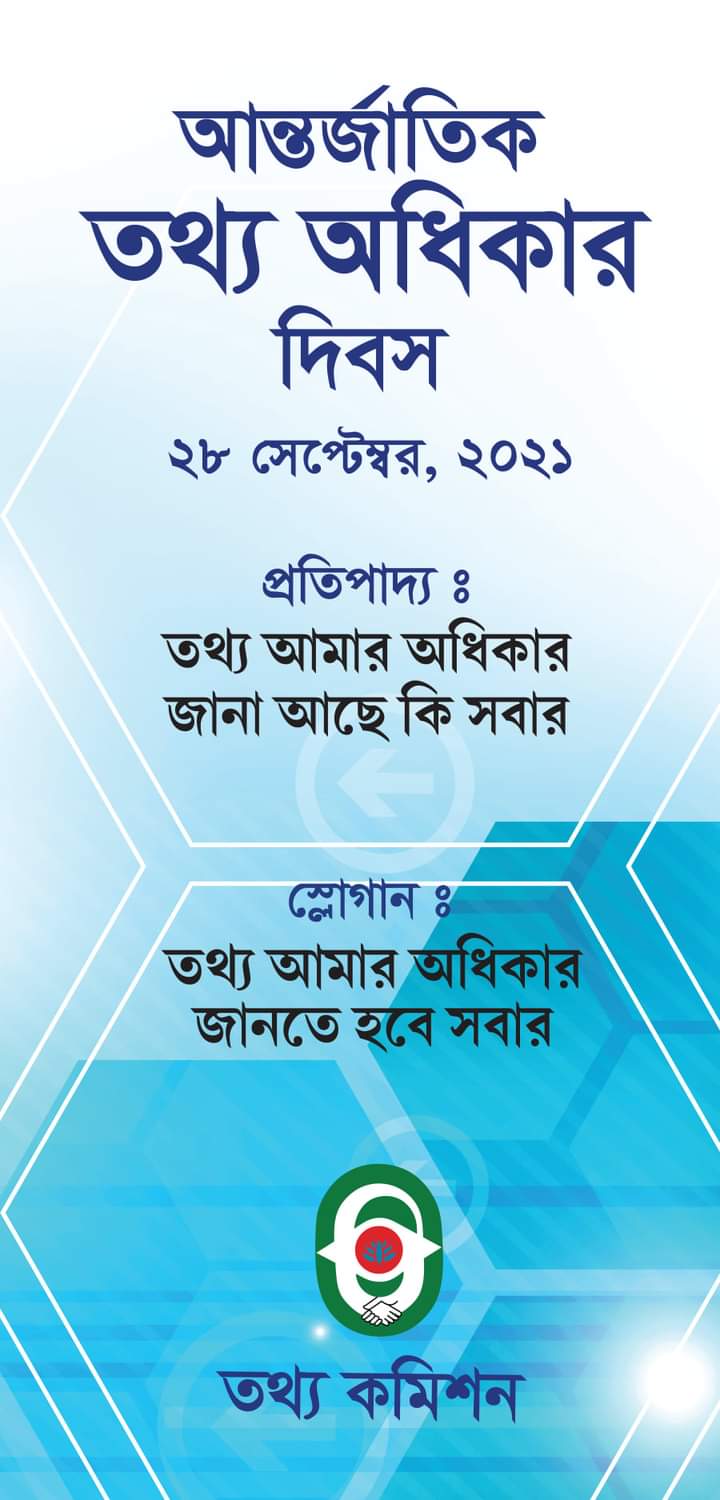 আন্তর্জাতিক
তথ্য অধিকার
দিবস
২৮ সেপ্টেম্বর, ২০২১
প্রতিপাদ্য ঃ
তথ্য আমার অধিকার
জানা আছে কি সবার
স্লোগান ঃ
তথ্য আমার অধিকার
জানতে হবে সবার
তথ্য কমিশন